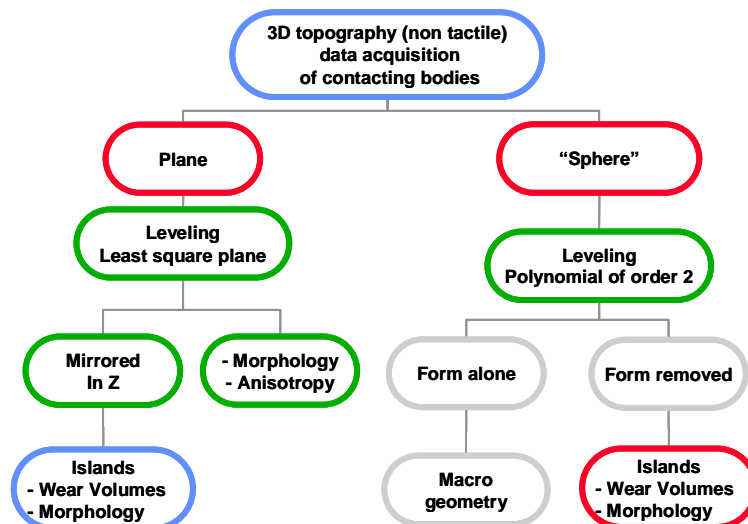 3D topography (non tactile)
data acquisition
of contacting bodies
Plane
“Sphere”
Leveling
Least square plane
Leveling
Polynomial of order 2
Mirrored
In Z
- Morphology
- Anisotropy
Form alone
Form removed
Islands
- Wear Volumes
- Morphology
Macro
geometry
Islands
- Wear Volumes
- Morphology